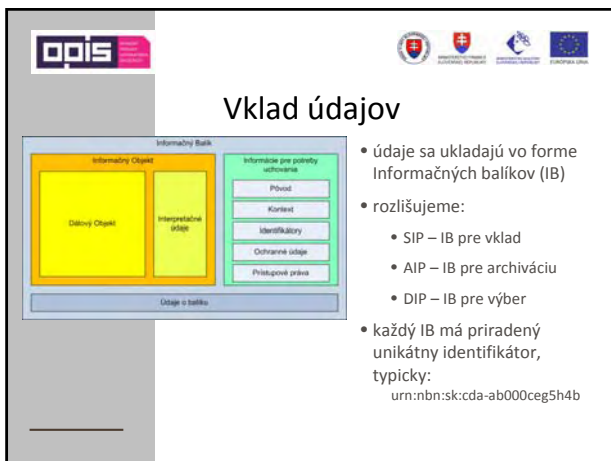 opis
EURÓPSKA ÚNIA
Vklad údajov
Informačný Balík
Informačný Objekt
Dátový Objekt
Interpretačné
údaje
Informácie pre potreby
uchovania
Pôvod
Kontext
Identifikátory
Ochranné údaje
Prístupové práva
Údaje o balíku
• údaje sa ukladajú vo forme
Informačných balíkov (IB)
• rozlišujeme:
• SIP – IB pre vklad
• AIP – IB pre archiváciu
• DIP – IB pre výber
• každý IB má priradený
unikátny identifikátor,
typicky:
urn:nbn:sk:cda-ab000ceg5h4b